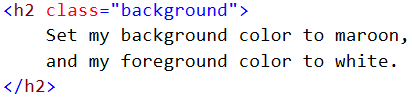 <h2 class="background">
Set my background color to maroon,
and my foreground color to white.
</h2>